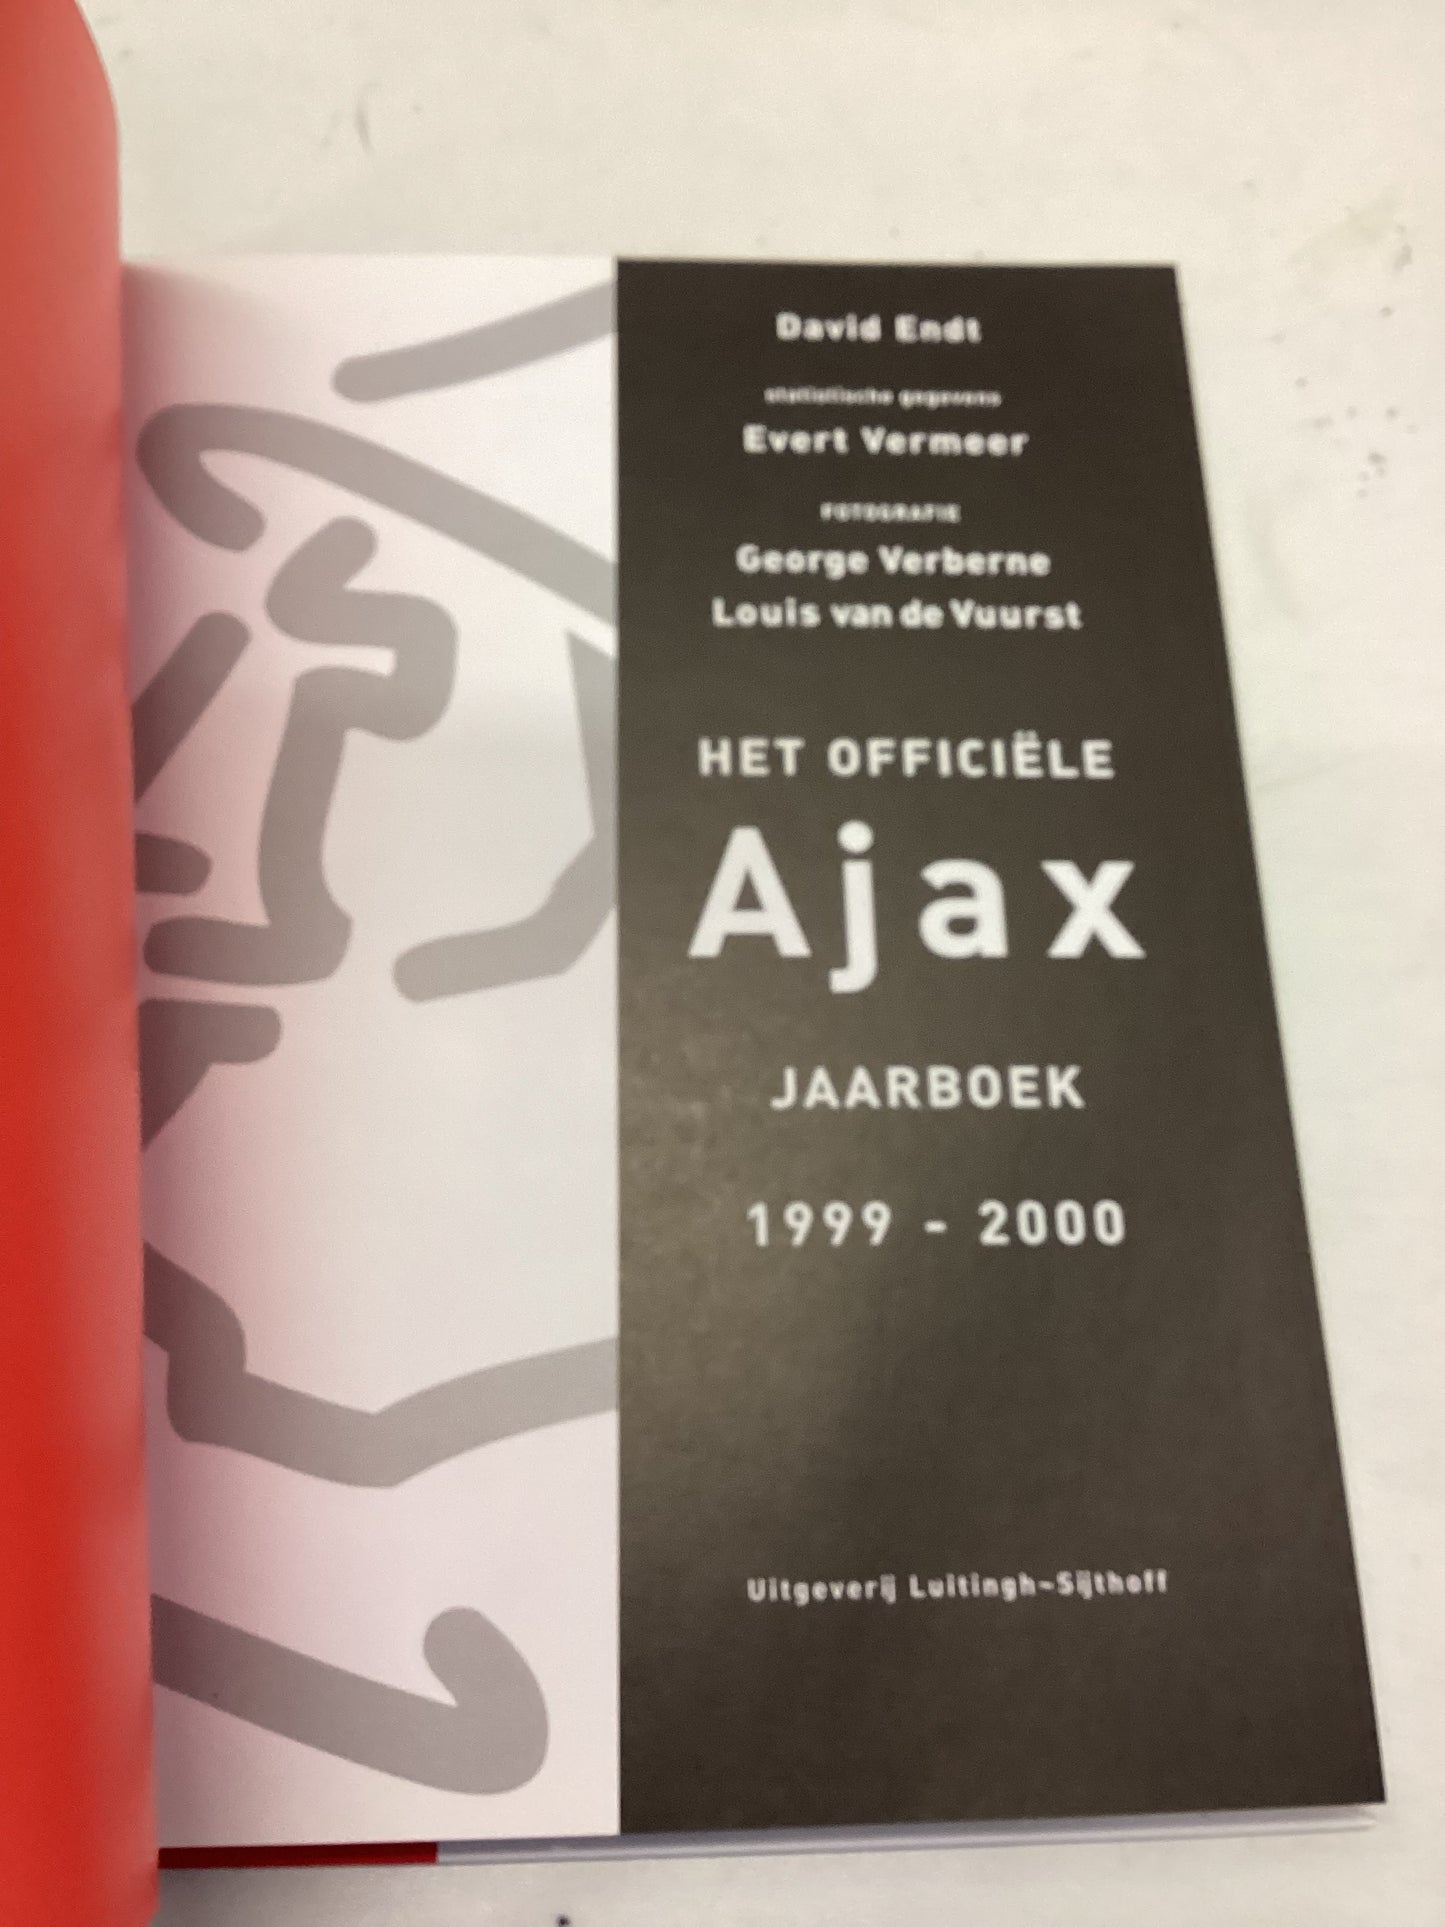 David Endt
statistische gegevens
Evert Vermeer
FOTOGRAFIE
George Verberne
Louis van de Vuurst
HET OFFICIËLE
Ajax
JAARBOEK
1999 - 2000
Uitgeverij Luitingh-Sijthoff